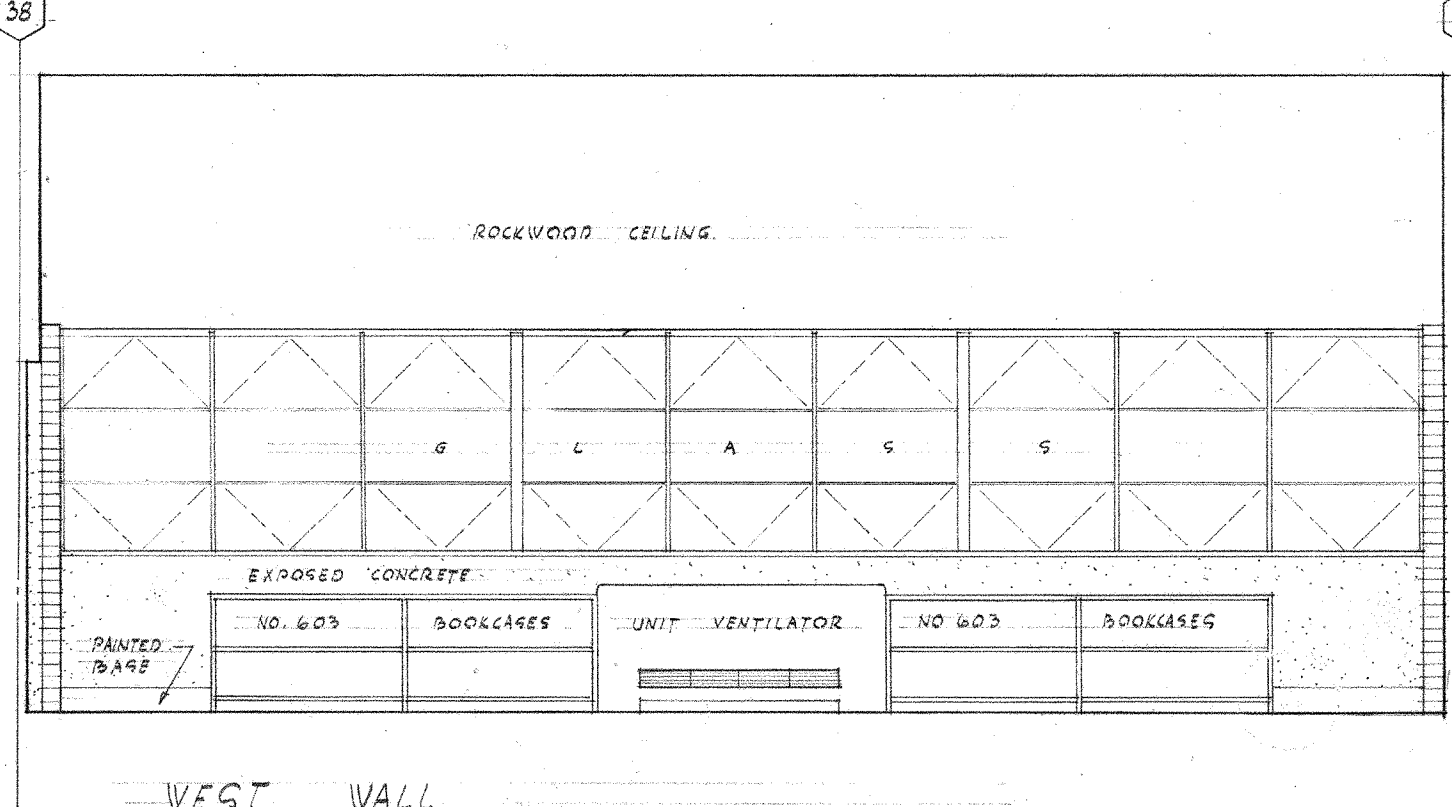 38
ROCKWOOD CEILING
G L A S S
EXPOSED CONCRETE
NO. 603 BOOKCASES UNIT VENTILATOR NO 603 BOOKCASES
PAINTED
BASE
WEST WALL